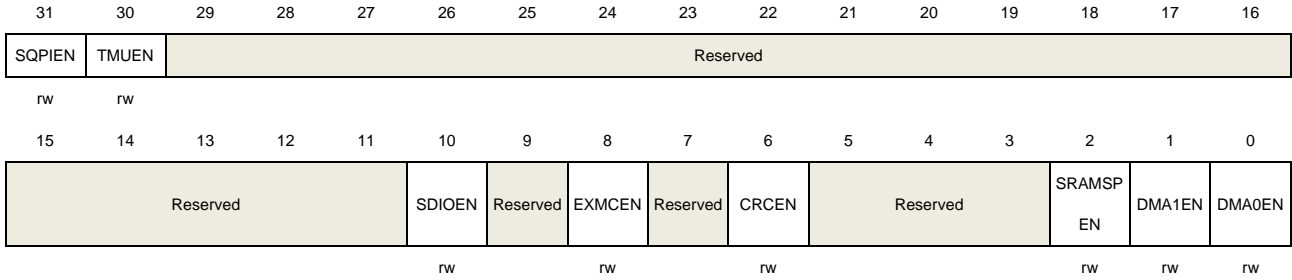 31 30 29 28 27 26 25 24 23 22 21 20 19 18 17 16
SQPIEN TMUEN Reserved
rw rw
15 14 13 12 11 10 9 8 7 6 5 4 3 2 1 0
Reserved SDIOEN Reserved EXMCEN Reserved CRCEN Reserved SRAMSP
EN DMA1EN DMA0EN
rw rw rw rw rw rw